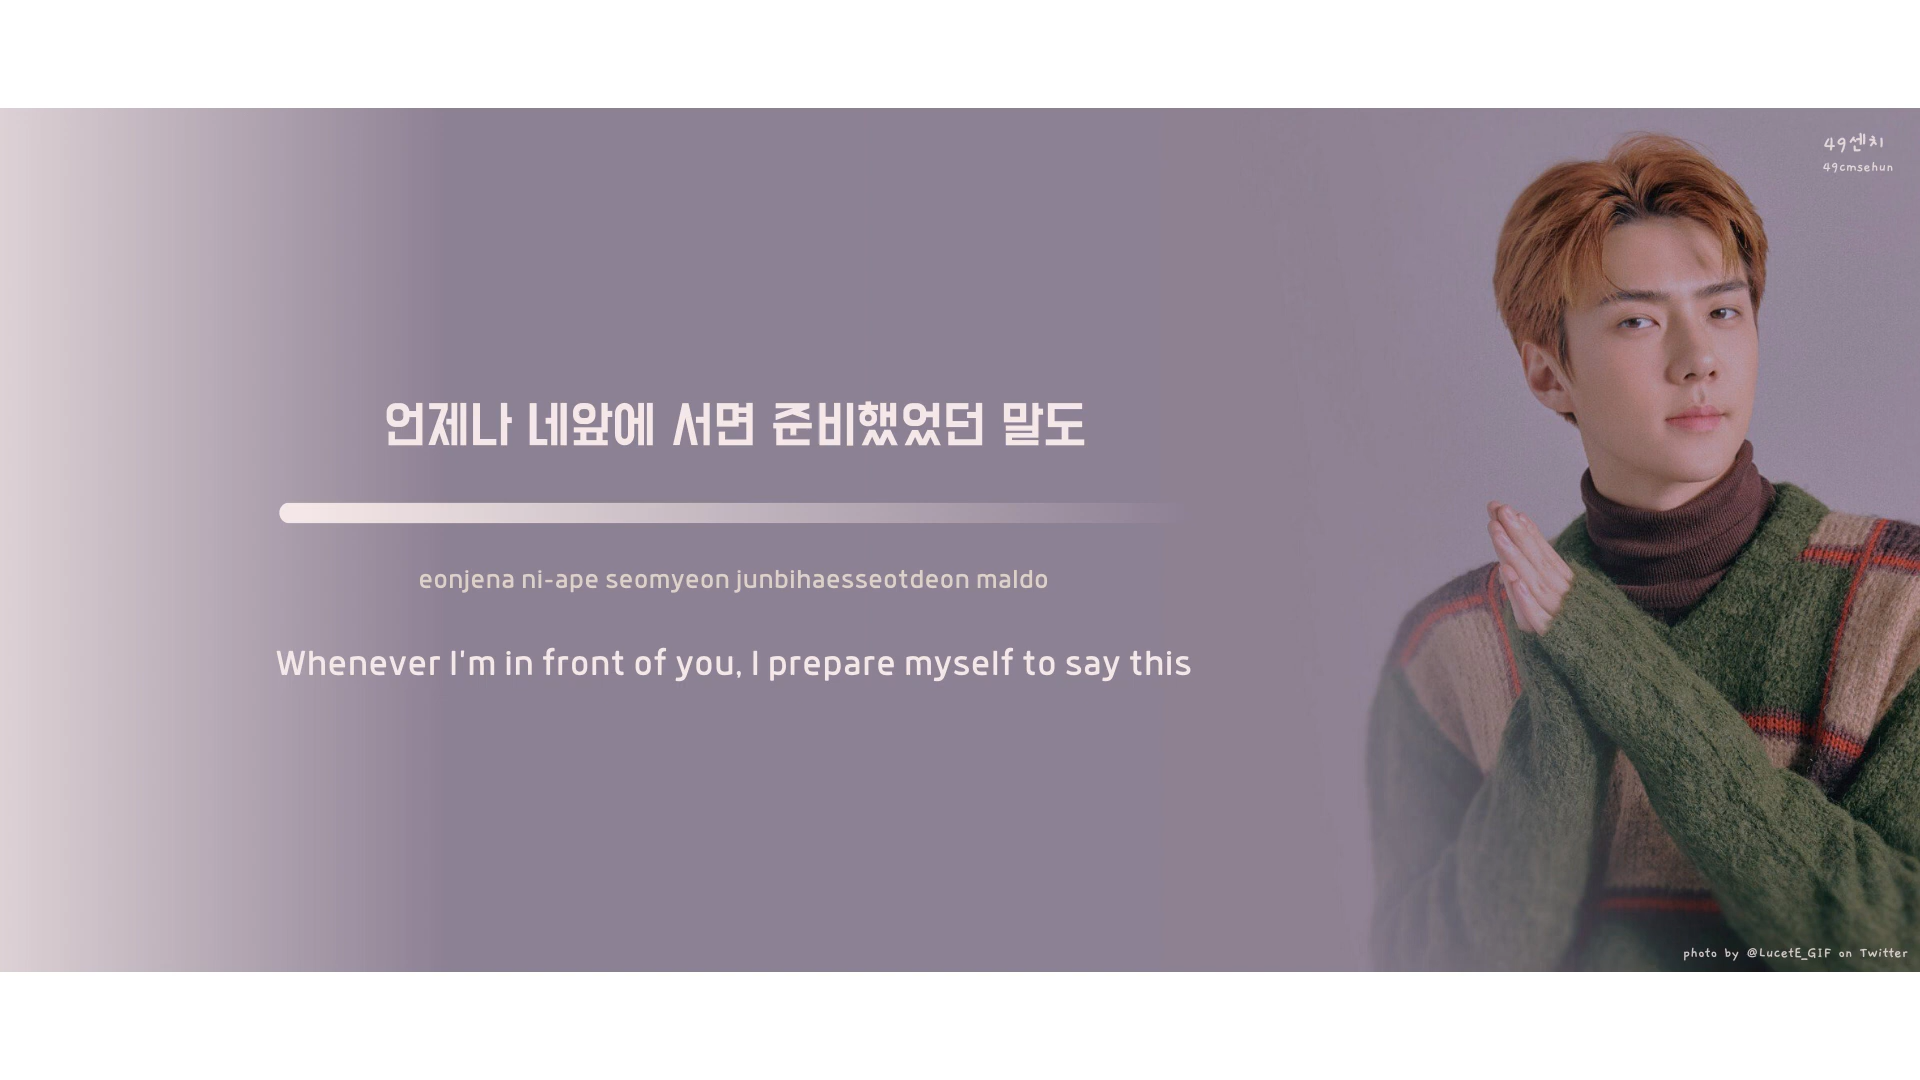 49센치
49cmsehun
언제나 네앞에 서면 준비했었던 말도
eonjena ni-ape seomyeon junbihaesseotdeon maldo
Whenever I'm in front of you, I prepare myself to say this
photo by @LucetE_GIF on Twitter